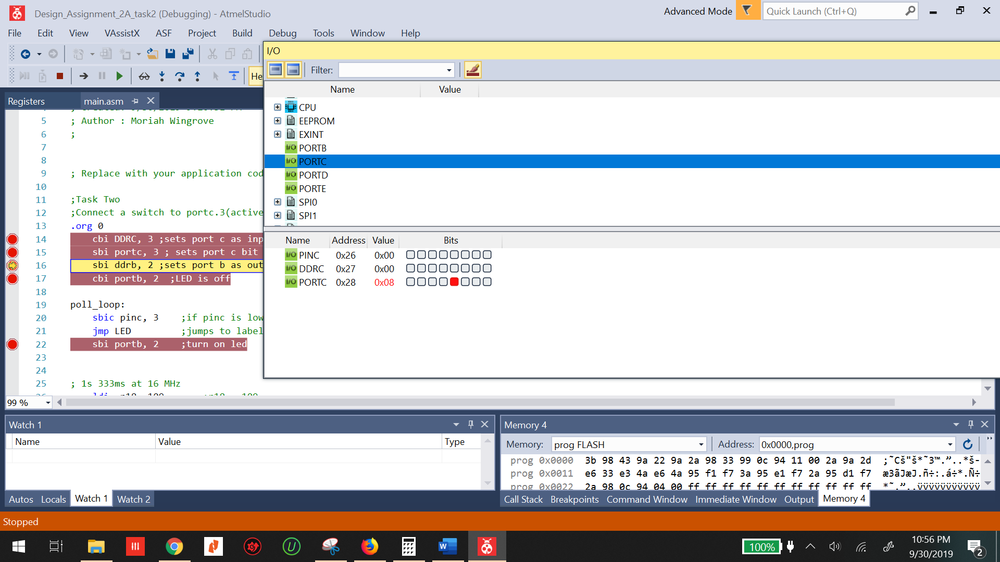 Design_Assignment_2A_task2 (Debugging) - AtmelStudio
Advanced Mode
Quick Launch (Ctrl+Q)
File Edit View VAssistX ASF Project Build Debug Tools Window Help
I/O
Filter:
He
Name Value
Registers
main.asm
CPU
EEPROM
EXINT
PORTB
PORTC
PORTD
PORTE
SPI0
SPI1
5 ; Author : Moriah Wingrove
6 ;
7
8
9 ; Replace with your application cod
10
11 ;Task Two
12 ;Connect a switch to portc.3(active
13 .org 0
14 cbi DDRC, 3 ;sets port c as inp
15 sbi portc, 3 ; sets port c bit
16 sbi ddrb, 2 ;sets port b as out
17 cbi portb, 2 ;LED is off
18
19 poll_loop:
20 sbic pinc, 3 ;if pinc is low
21 jmp LED ;jumps to label
22 sbi portb, 2 ;turn on led
23
24
25 ; 1s 333ms at 16 MHz
Name Address Value Bits
PINC 0x26 0x00
DDRC 0x27 0x00
PORTC 0x28 0x08
99 %
Watch 1
Name Value Type
Autos Locals Watch 1 Watch 2
Memory 4
Memory: prog FLASH Address: 0x0000,prog
prog 0x0000 3b 98 43 9a 22 9a 2a 98 33 99 0c 94 11 00 2a 9a 2d ;˜Cš"š*˜3™.”..*š-
prog 0x0011 e6 33 e3 4a e6 4a 95 f1 f7 3a 95 e1 f7 2a 95 d1 f7 æ3ãJæJ.ñ÷:.á÷*.Ñ÷
prog 0x0022 2a 98 0c 94 04 00 ff ff ff ff ff ff ff ff ff ff ff *˜.”..ÿÿÿÿÿÿÿÿÿÿÿ
Call Stack Breakpoints Command Window Immediate Window Output Memory 4
Stopped
100%
10:56 PM
9/30/2019
2